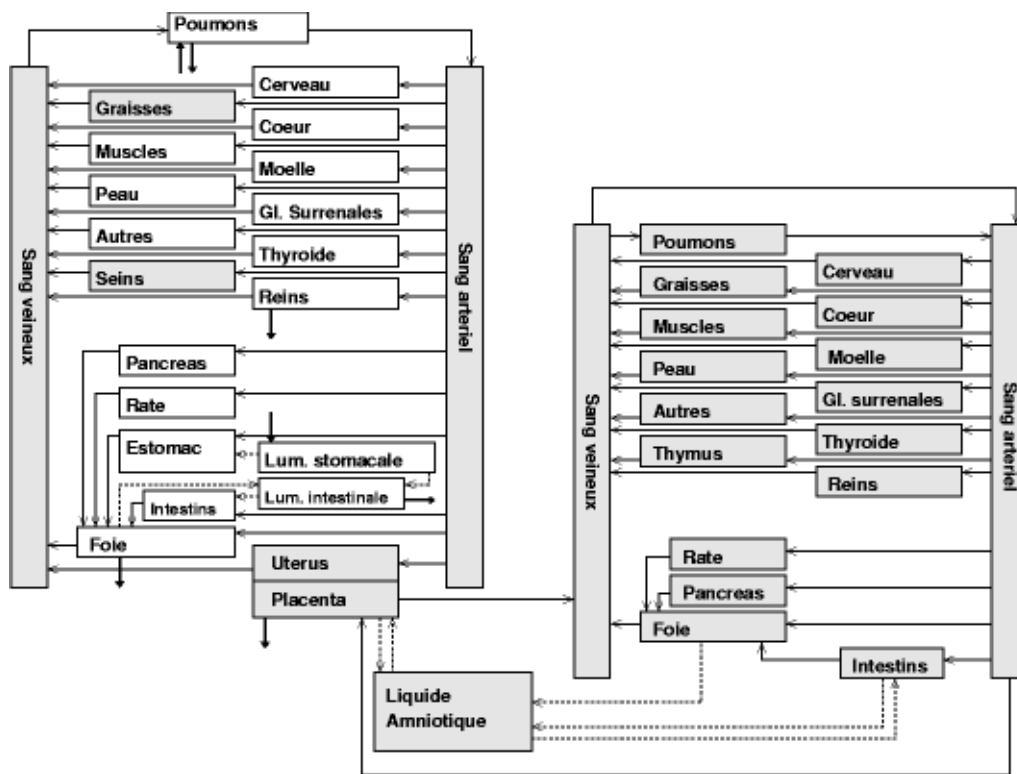 Poumons
Cerveau
Graisses
Coeur
Muscles
Moelle
Peau
Gl. Surrenales
Autres
Thyroide
Seins
Reins
Sang veineux
Sang arteriel
Pancreas
Rate
Estomac
Lum. stomacale
Lum. intestinale
Intestins
Foie
Uterus
Placenta
Liquide
Amniotique
Poumons
Cerveau
Graisses
Coeur
Muscles
Moelle
Peau
Gl. surrenales
Autres
Thyroide
Thymus
Reins
Sang veineux
Sang arteriel
Rate
Pancreas
Foie
Intestins